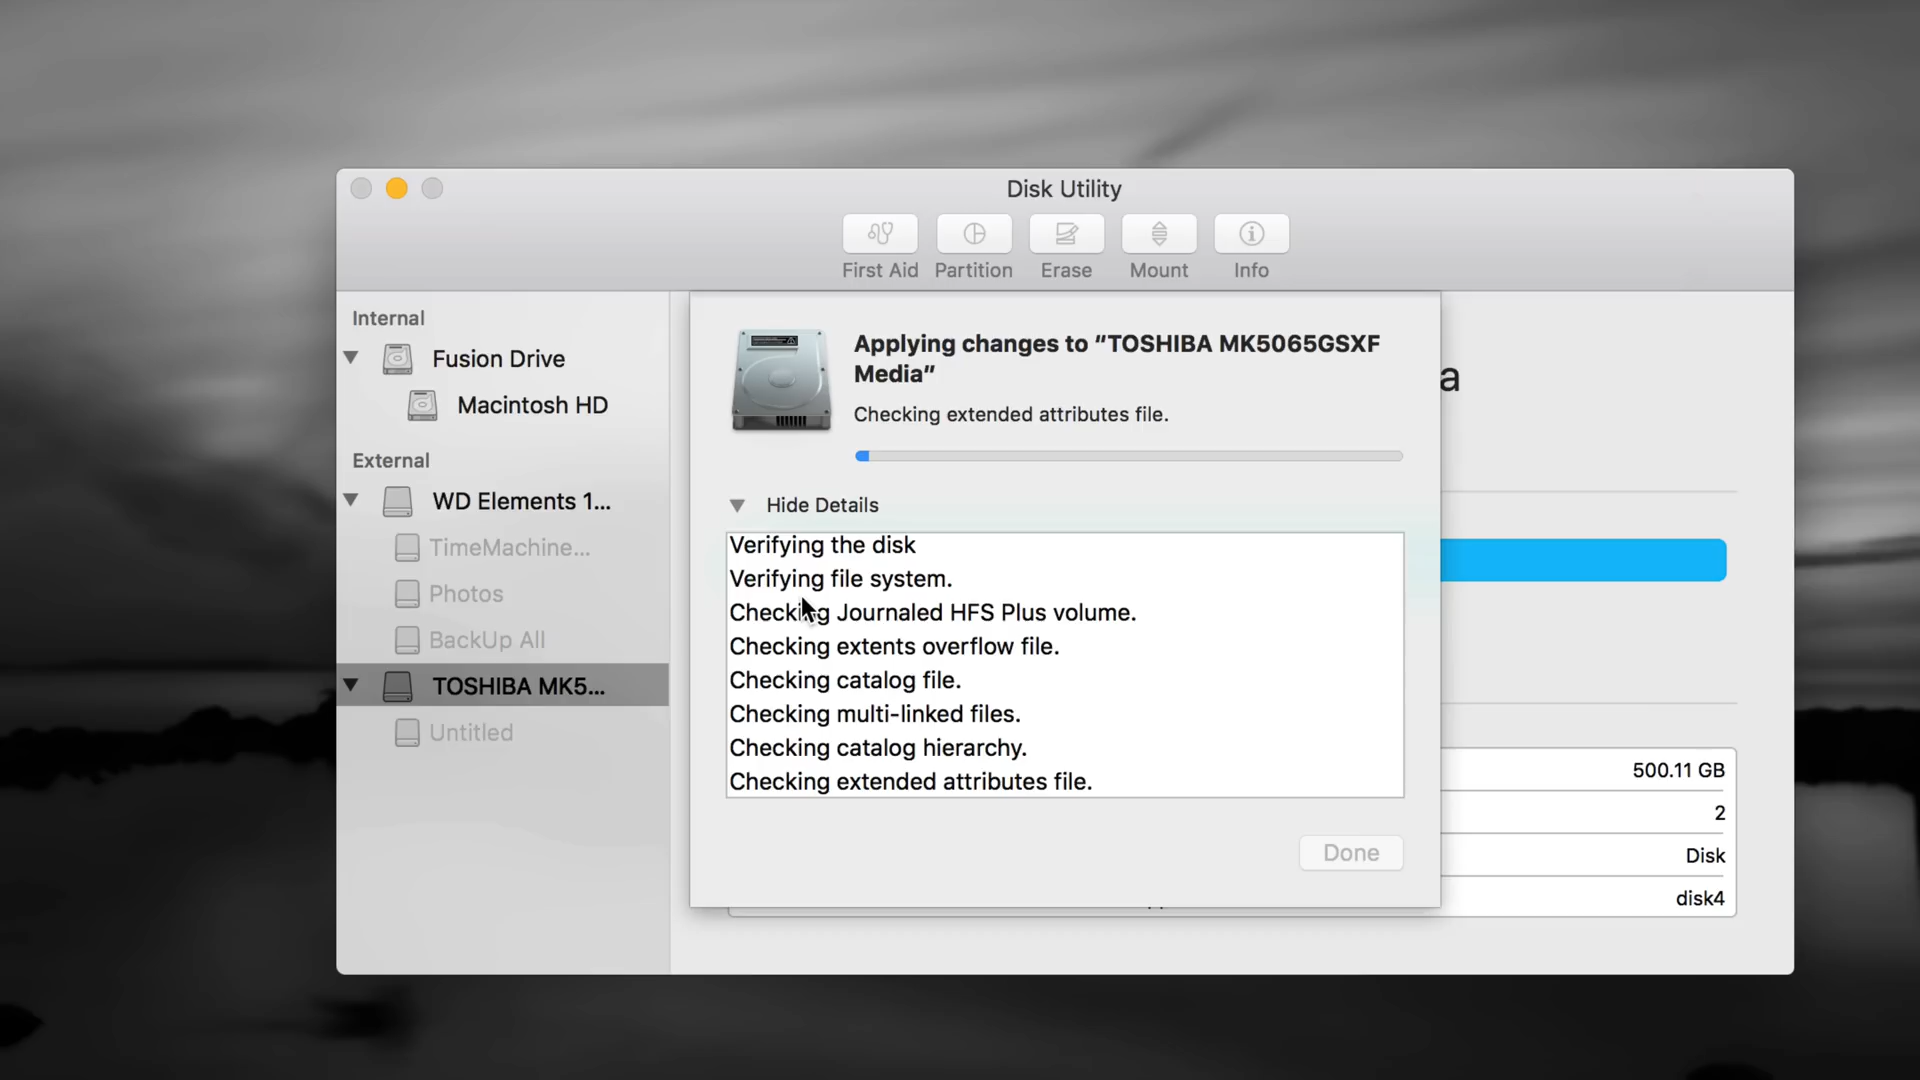 Disk Utility
First Aid
Partition
Erase
Mount
Info
Internal
Fusion Drive
Macintosh HD
External
WD Elements 1...
TimeMachine...
Photos
BackUp All
TOSHIBA MK5...
Untitled
Applying changes to “TOSHIBA MK5065GSXF
Media”
Checking extended attributes file.
Hide Details
Verifying the disk
Verifying file system.
Checking Journaled HFS Plus volume.
Checking extents overflow file.
Checking catalog file.
Checking multi-linked files.
Checking catalog hierarchy.
Checking extended attributes file.
Done
a
500.11 GB
2
Disk
disk4